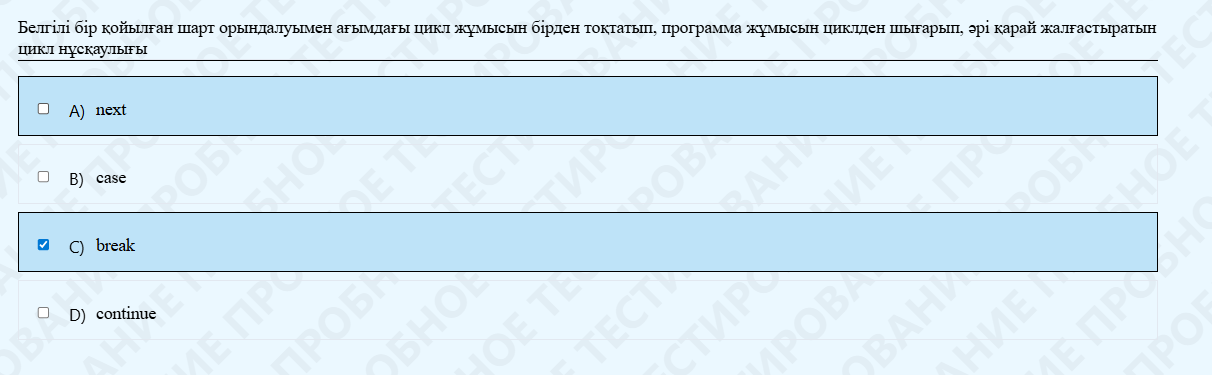 Белгілі бір қойылған шарт орындалуымен ағымдағы цикл жұмысын бірден тоқтатып, программа жұмысын циклден шығарып, әрі қарай жалғастыратын
цикл нұсқаулығы
A) next
B) case
C) break
D) continue